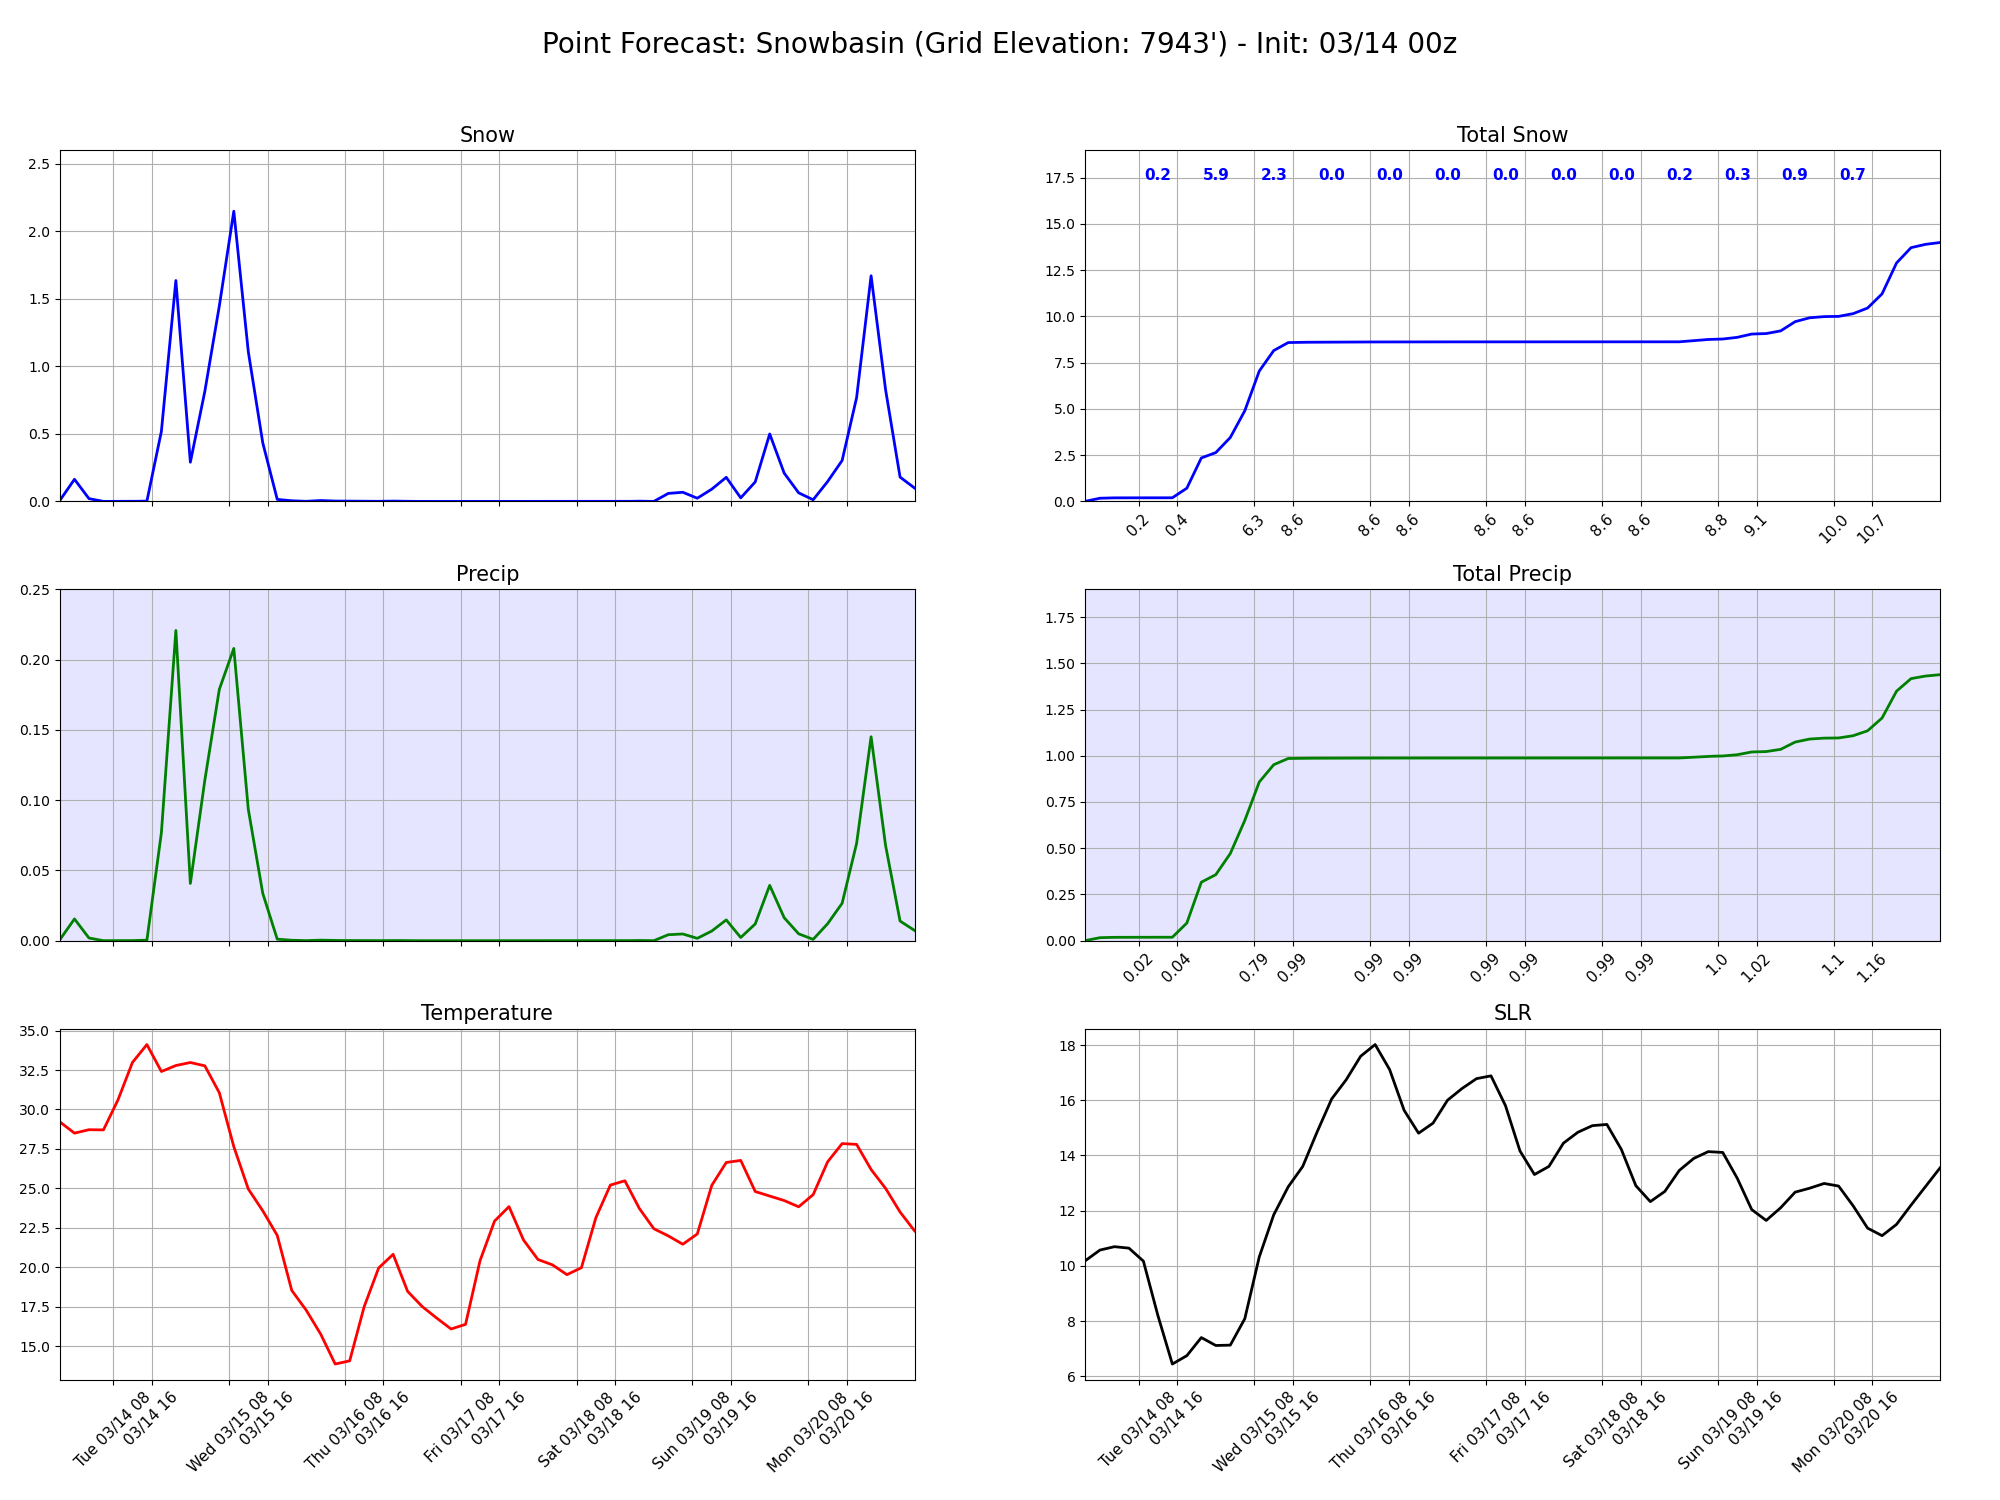 Point Forecast: Snowbasin (Grid Elevation: 7943') - Init: 03/14 00z
Snow
2.5
2.0
1.5
1.0
0.5
0.0
Total Snow
0.2 5.9 2.3 0.0 0.0 0.0 0.0 0.0 0.0 0.2 0.3 0.9 0.7
17.5
15.0
12.5
10.0
7.5
5.0
2.5
0.0
0.2 0.4 6.3 8.6 8.6 8.6 8.6 8.6 8.6 8.6 8.8 9.1 10.0 10.7
Precip
0.25
0.20
0.15
0.10
0.05
0.00
Total Precip
1.75
1.50
1.25
1.00
0.75
0.50
0.25
0.00
0.02 0.04 0.79 0.99 0.99 0.99 0.99 0.99 0.99 0.99 1.0 1.02 1.1 1.16
Temperature
35.0
32.5
30.0
27.5
25.0
22.5
20.0
17.5
15.0
Tue 03/14 08
03/14 16
Wed 03/15 08
03/15 16
Thu 03/16 08
03/16 16
Fri 03/17 08
03/17 16
Sat 03/18 08
03/18 16
Sun 03/19 08
03/19 16
Mon 03/20 08
03/20 16
SLR
18
16
14
12
10
8
6
Tue 03/14 08
03/14 16
Wed 03/15 08
03/15 16
Thu 03/16 08
03/16 16
Fri 03/17 08
03/17 16
Sat 03/18 08
03/18 16
Sun 03/19 08
03/19 16
Mon 03/20 08
03/20 16